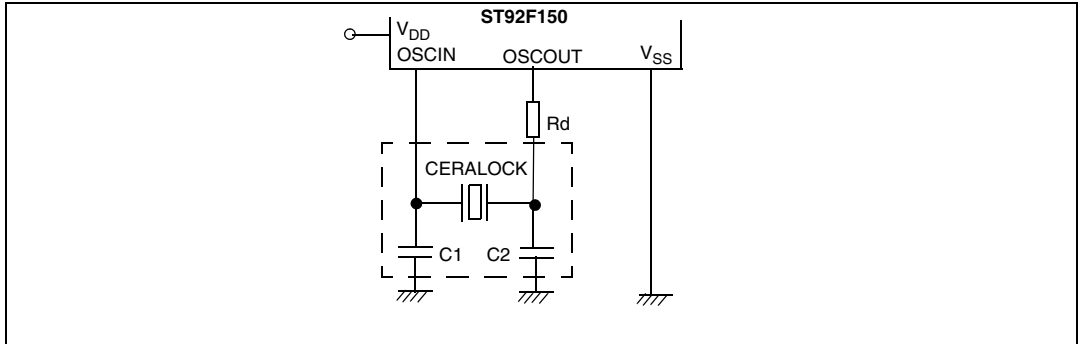 ST92F150
VDD
OSCIN
OSCOUT
VSS
Rd
CERALOCK
C1
C2